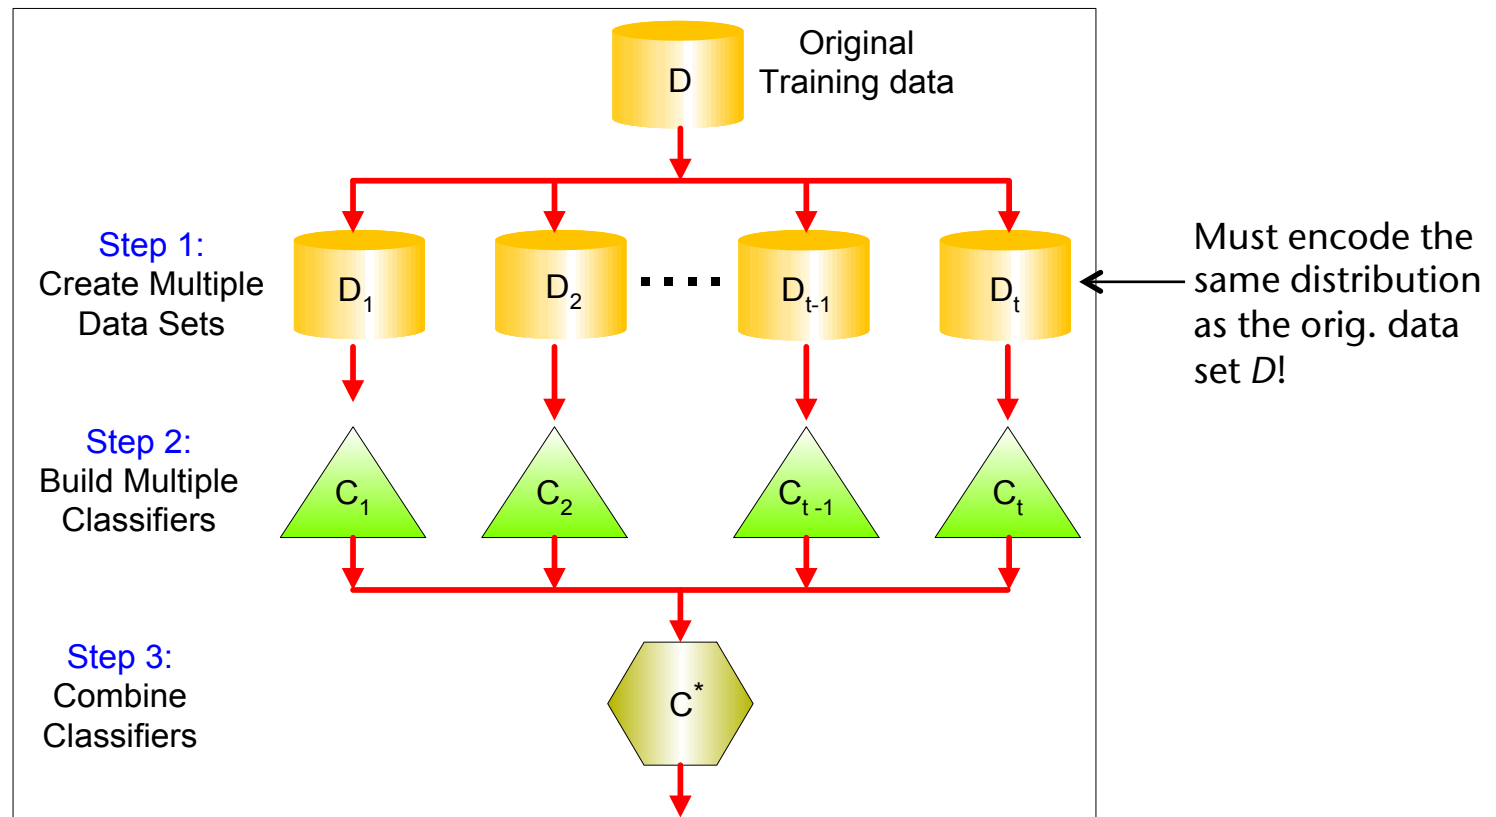 Original
Training data
D
Step 1:
Create Multiple
Data Sets
D1
D2
Dt-1
Dt
Must encode the
same distribution
as the orig. data
set D!
Step 2:
Build Multiple
Classifiers
C1
C2
Ct -1
Ct
Step 3:
Combine
Classifiers
C*